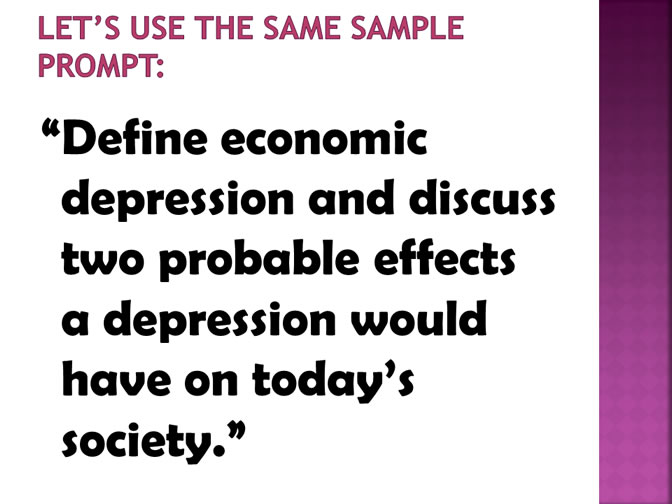 LET’S USE THE SAME SAMPLE
PROMPT:
“Define economic
depression and discuss
two probable effects
a depression would
have on today’s
society.”